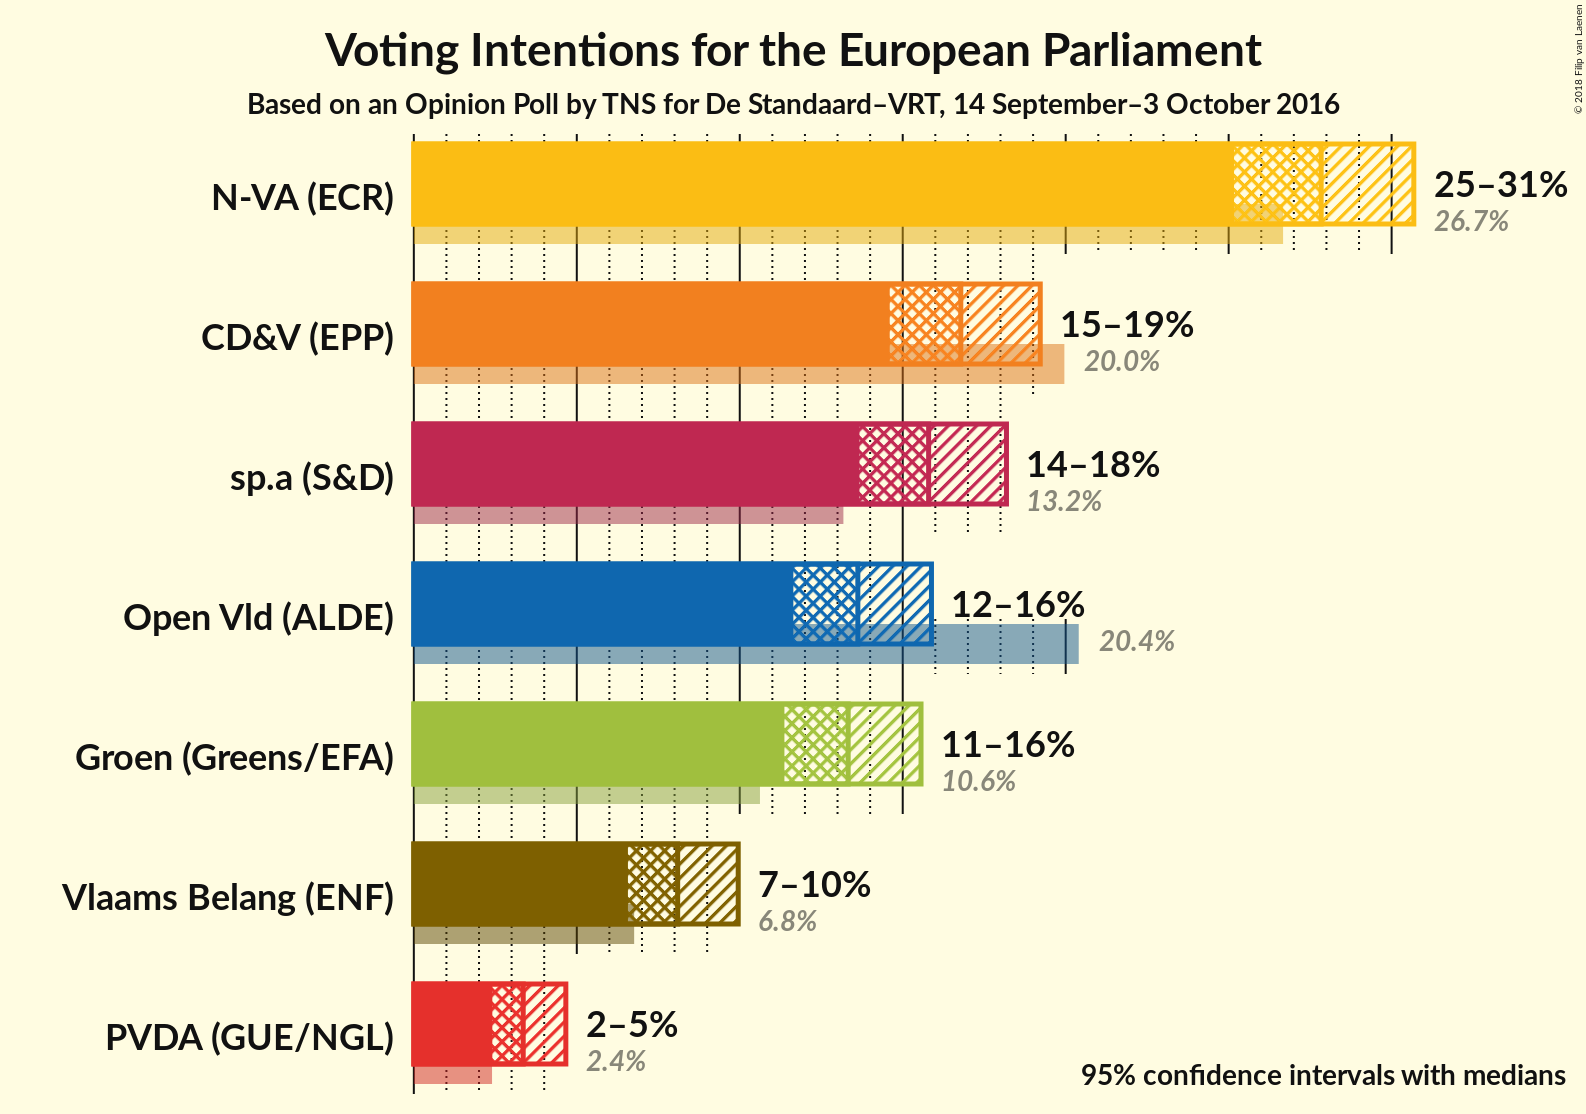 Voting Intentions for the European Parliament
Based on an Opinion Poll by TNS for De Standaard–VRT, 14 September–3 October 2016
© 2018 Filip van Laenen
N-VA (ECR)
25–31%
26.7%
CD&V (EPP)
15–19%
20.0%
sp.a (S&D)
14–18%
13.2%
Open Vld (ALDE)
12–16%
20.4%
Groen (Greens/EFA)
11–16%
10.6%
Vlaams Belang (ENF)
7–10%
6.8%
PVDA (GUE/NGL)
2–5%
2.4%
95% confidence intervals with medians